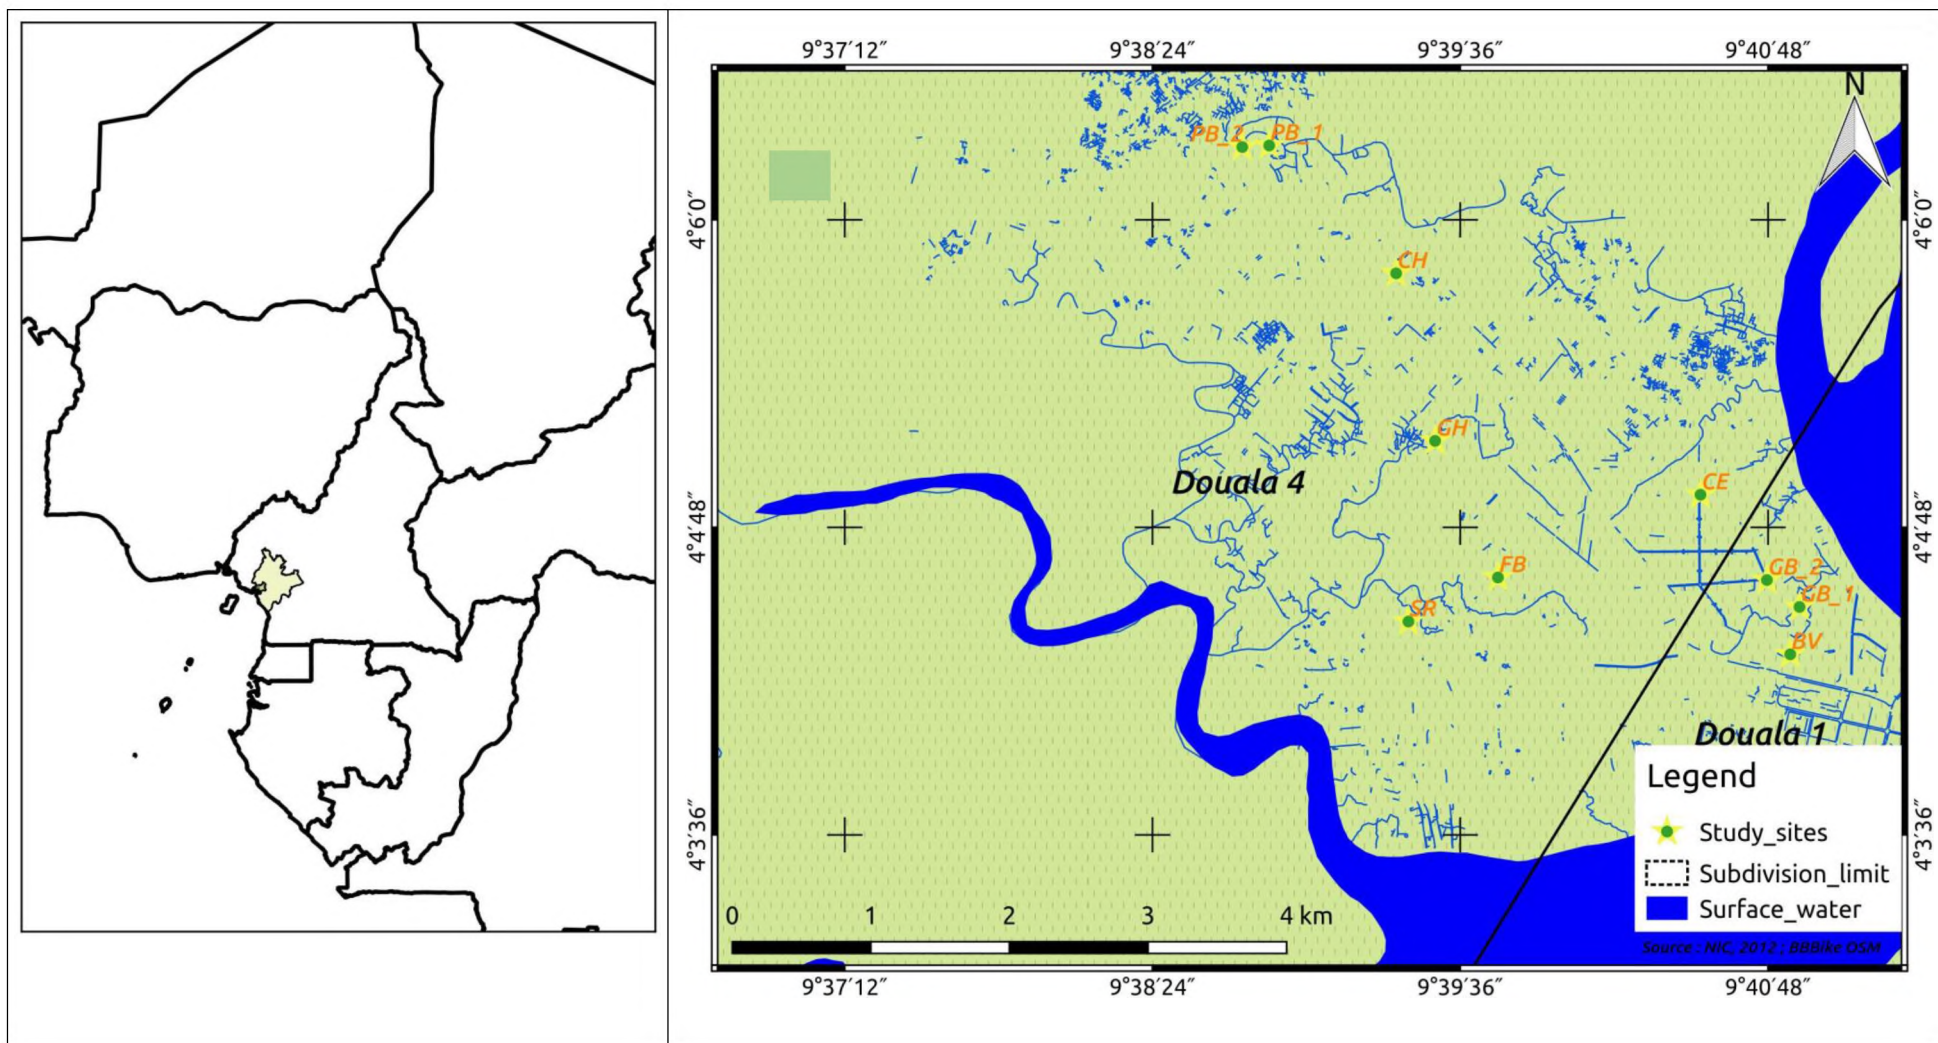 9°37′12″ 9°38′24″ 9°39′36″ 9°40′48″
N
PB_2 PB_1
4°6′0″ 4°6′0″
CH
GH
Douala 4
CE
4°4′48″ 4°4′48″
FB
GB_2
GB_1
SR
BV
Douala 1
Legend
Study_sites
Subdivision_limit
Surface_water
4°3′36″ 4°3′36″
0 1 2 3 4 km
Source : NIC, 2012 ; BBBike OSM
9°37′12″ 9°38′24″ 9°39′36″ 9°40′48″